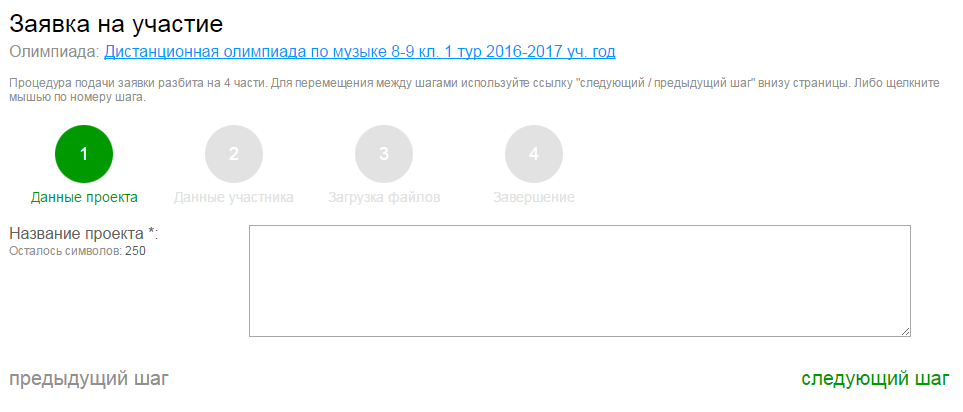 Заявка на участие
Олимпиада: Дистанционная олимпиада по музыке 8-9 кл. 1 тур 2016-2017 уч. год
Процедура подачи заявки разбита на 4 части. Для перемещения между шагами используйте ссылку "следующий / предыдущий шаг" внизу страницы. Либо щелкните
мышью по номеру шага.
1 2 3 4
Данные проекта Данные участника Загрузка файлов Завершение
Название проекта *:
Осталось символов: 250
предыдущий шаг следующий шаг